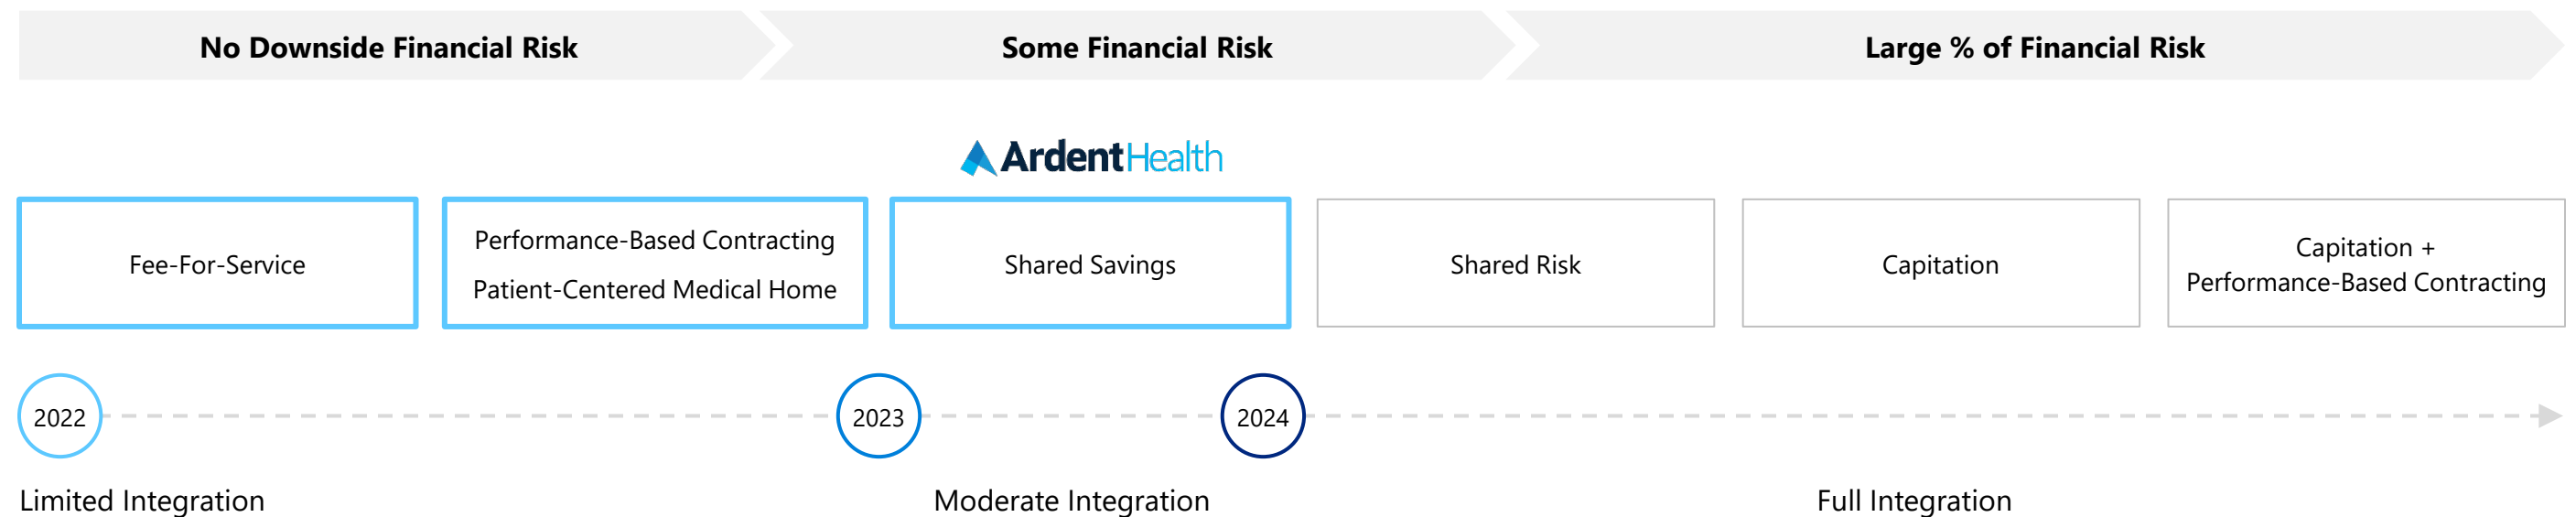 No Downside Financial Risk
Some Financial Risk
Large % of Financial Risk
ArdentHealth
Fee-For-Service
Performance-Based Contracting
Patient-Centered Medical Home
Shared Savings
Shared Risk
Capitation
Capitation +
Performance-Based Contracting
2022
2023
2024
Limited Integration
Moderate Integration
Full Integration